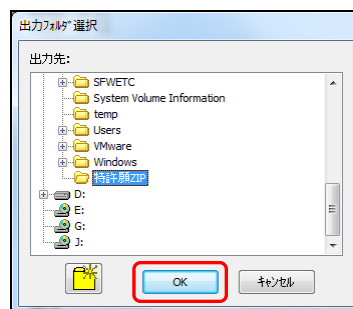 出力ﾌｫﾙﾀﾞ選択
出力先:
SFWETC
System Volume Information
temp
Users
VMware
Windows
特許願ZIP
D:
E:
G:
J:
OK
ｷｬﾝｾﾙ